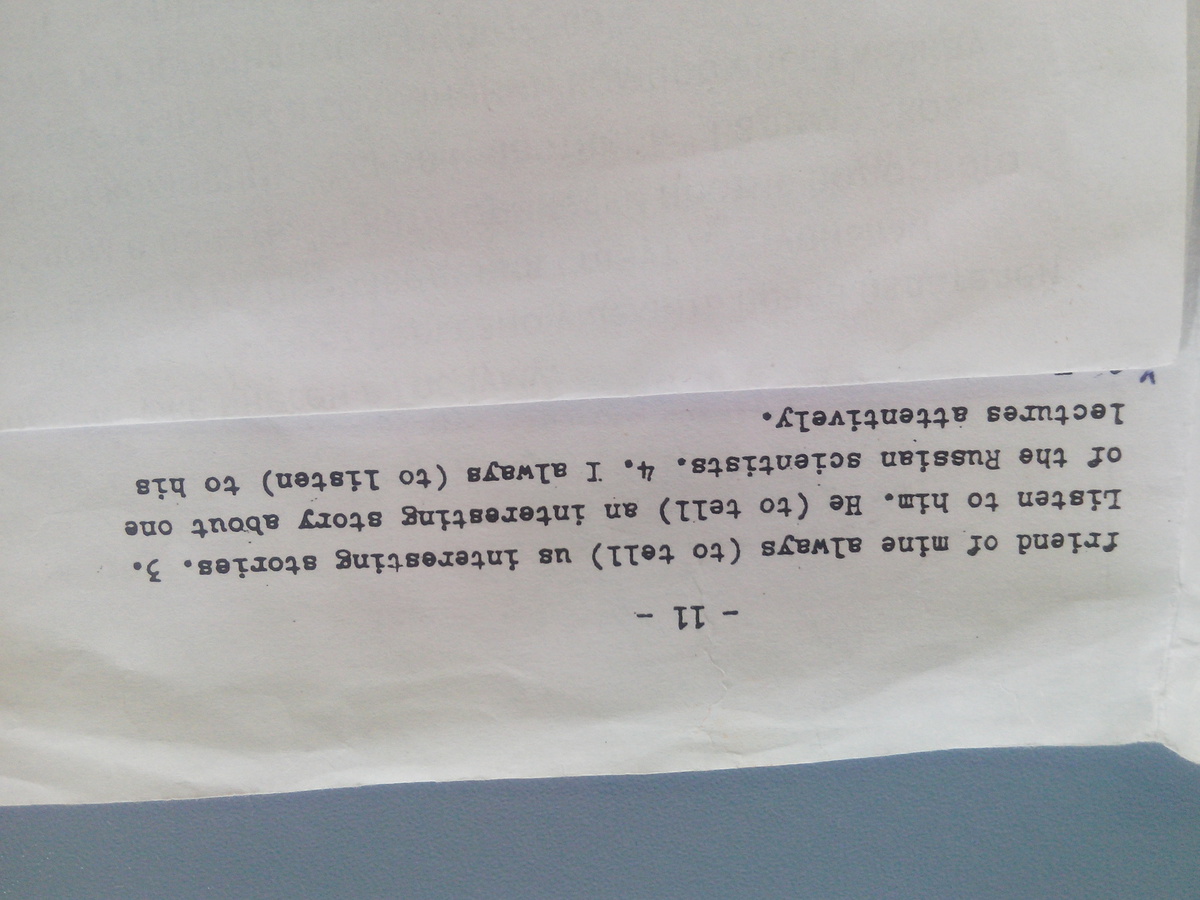 - 11 -
friend of mine always (to tell) us interesting stories. 3.
Listen to him. He (to tell) an interesting story about one
of the Russian scientists. 4. I always (to listen) to his
lectures attentively.